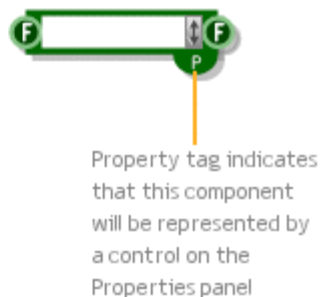 F F
P
Property tag indicates
that this component
will be represented by
a control on the
Properties panel